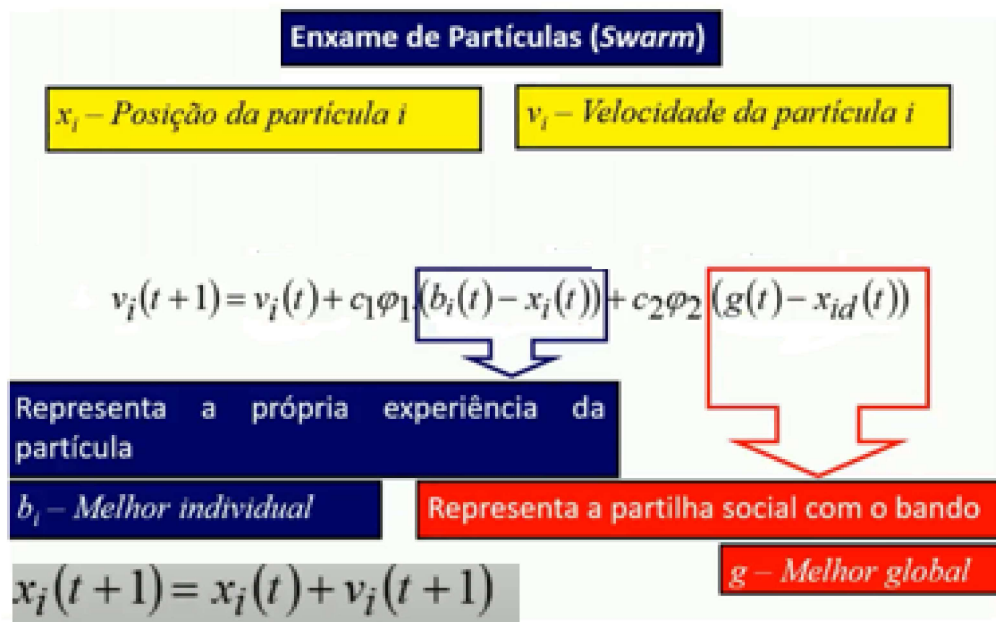 Enxame de Partículas (Swarm)
xᵢ – Posição da partícula i
vᵢ – Velocidade da partícula i
vᵢ(t + 1) = vᵢ(t) + c₁φ₁(bᵢ(t) − xᵢ(t)) + c₂φ₂(g(t) − x_id(t))
Representa a própria experiência da
partícula
bᵢ – Melhor individual
Representa a partilha social com o bando
g – Melhor global
xᵢ(t + 1) = xᵢ(t) + vᵢ(t + 1)